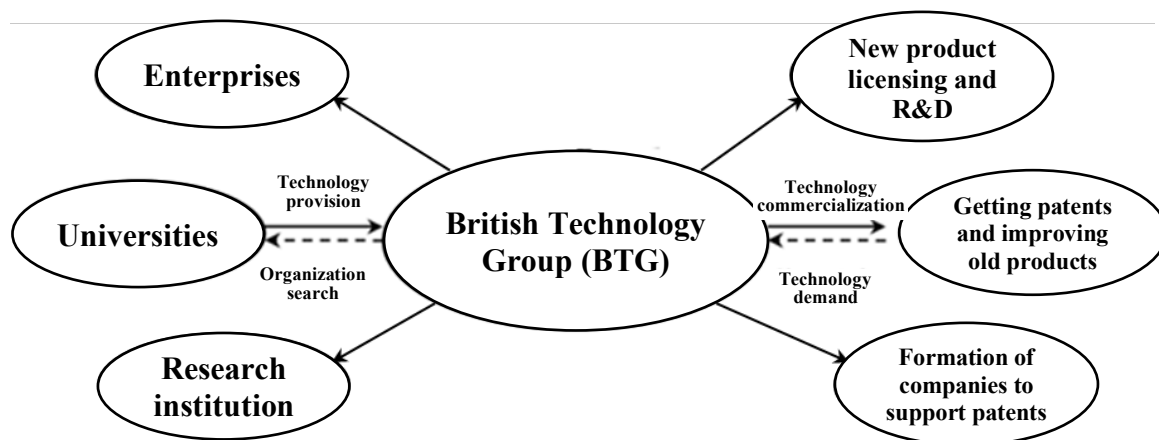 Enterprises
New product
licensing and
R&D
Technology
provision
Universities
Organization
search
British Technology
Group (BTG)
Technology
commercialization
Technology
demand
Getting patents
and improving
old products
Research
institution
Formation of
companies to
support patents